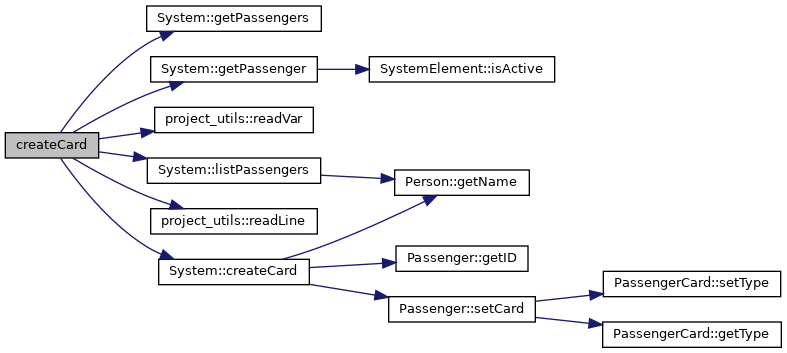 System::getPassengers
System::getPassenger
SystemElement::isActive
project_utils::readVar
createCard
System::listPassengers
Person::getName
project_utils::readLine
Passenger::getID
System::createCard
PassengerCard::setType
Passenger::setCard
PassengerCard::getType